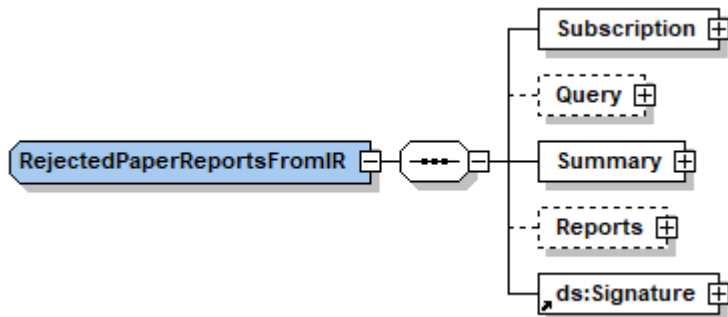 Subscription
Query
RejectedPaperReportsFromIR
Summary
Reports
ds:Signature